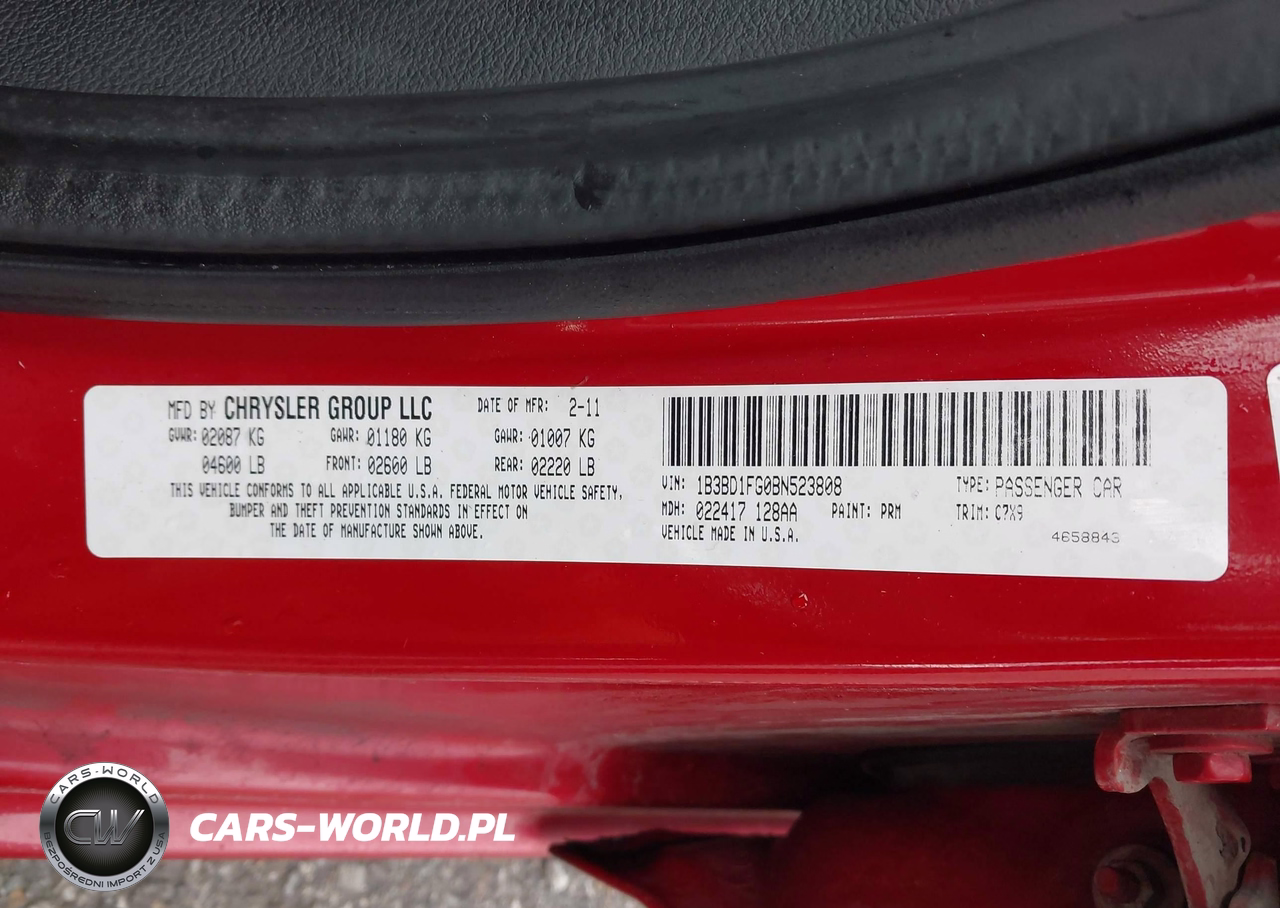 MFD BY CHRYSLER GROUP LLC DATE OF MFR: 2-11
GVWR: 02087 KG GAWR: 01180 KG GAWR: 01007 KG
04600 LB FRONT: 02600 LB REAR: 02220 LB
THIS VEHICLE CONFORMS TO ALL APPLICABLE U.S.A. FEDERAL MOTOR VEHICLE SAFETY,
BUMPER AND THEFT PREVENTION STANDARDS IN EFFECT ON
THE DATE OF MANUFACTURE SHOWN ABOVE.
VIN: 1B3BD1FG0BN523808 TYPE: PASSENGER CAR
MDH: 022417 128AA PAINT: PRM TRIM: C7X9
VEHICLE MADE IN U.S.A. 4658843
CARS-WORLD
CW
BEZPOŚREDNI IMPORT Z USA
CARS-WORLD.PL